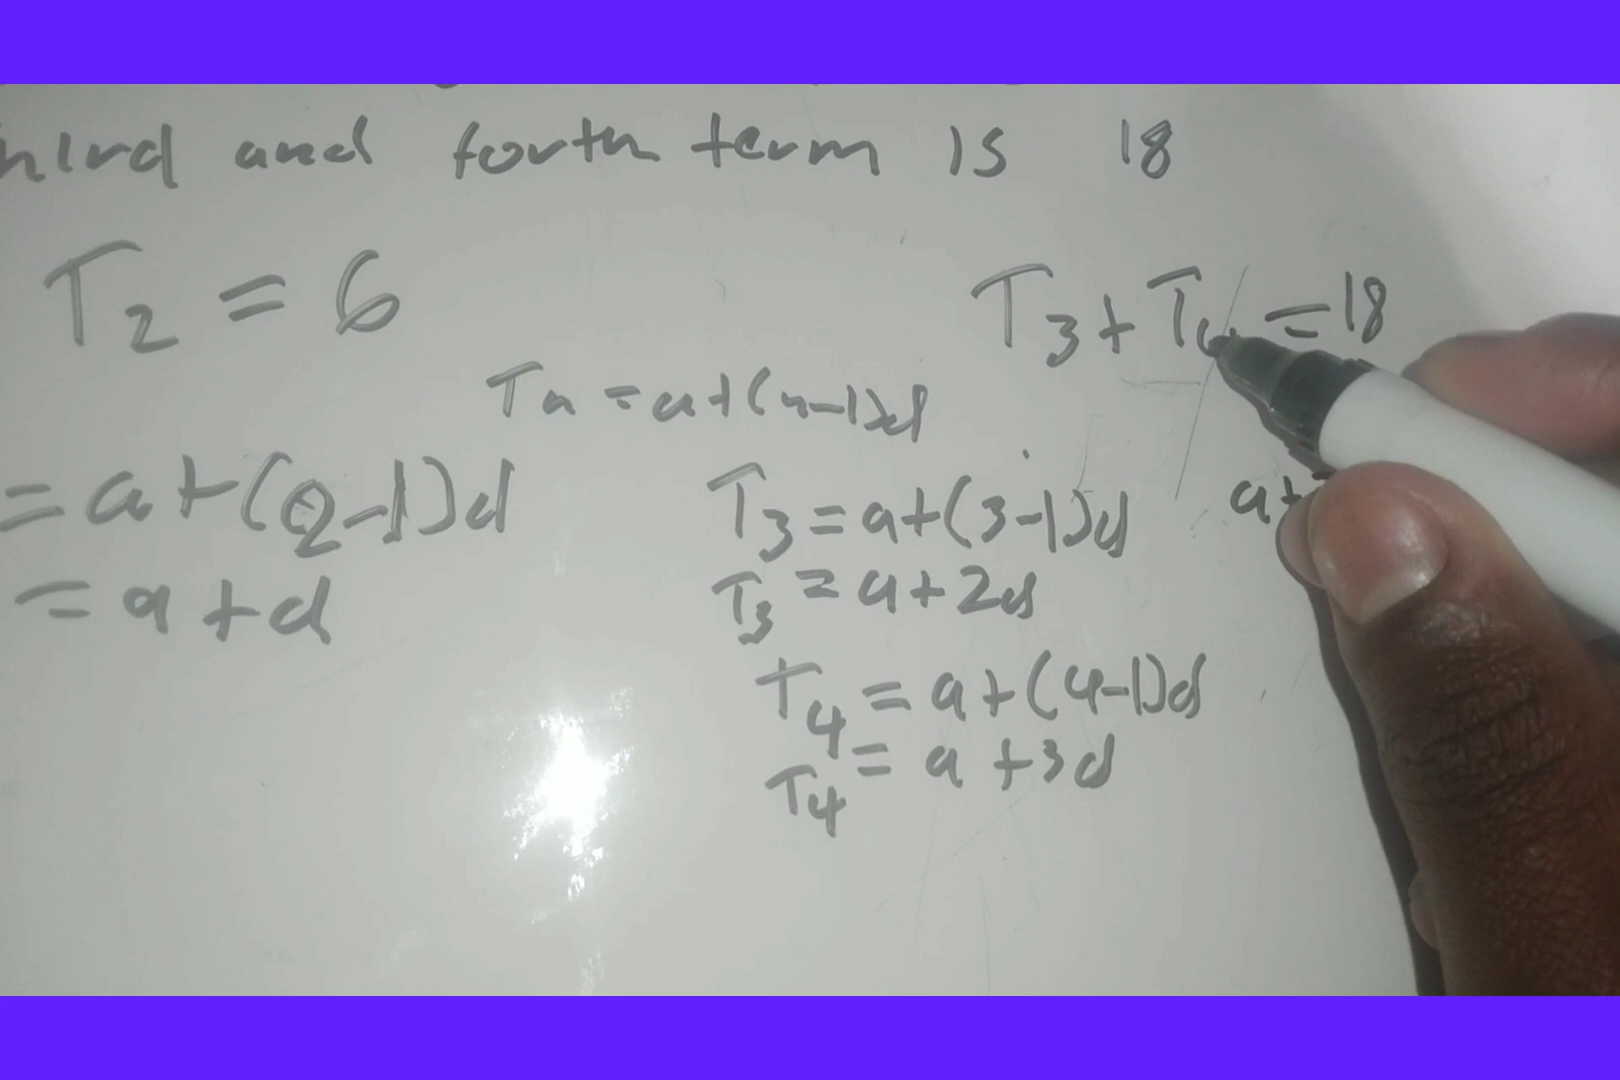 and forth term is 18
T2 = 6
T3 + T4 = 18
Tn = a+(n-1)d
= a+(2-1)d
= a+d
T3 = a+(3-1)d
a+
T3 = a+2d
T4 = a+(4-1)d
T4 = a+3d